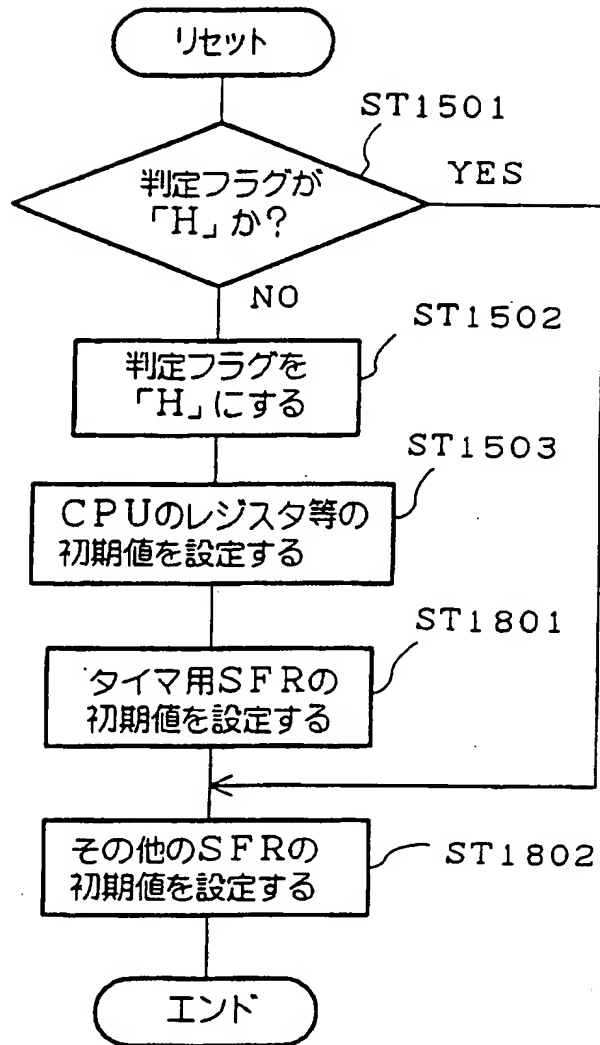 リセット
ST1501
判定フラグが
「H」か?
YES
NO
ST1502
判定フラグを
「H」にする
ST1503
CPUのレジスタ等の
初期値を設定する
ST1801
タイマ用SFRの
初期値を設定する
その他のSFRの
初期値を設定する
ST1802
エンド